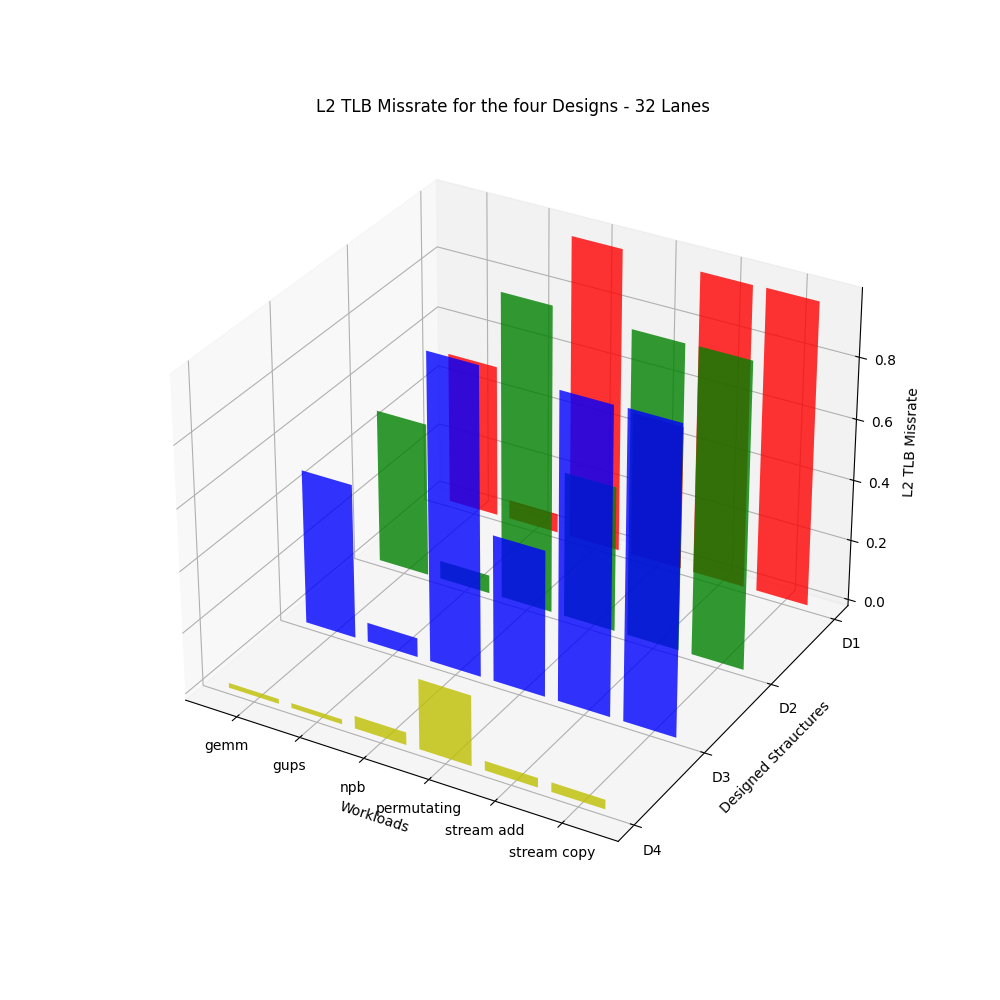 L2 TLB Missrate for the four Designs - 32 Lanes
0.8
0.6
0.4
0.2
0.0
L2 TLB Missrate
D1
D2
D3
D4
Designed Strauctures
gemm
gups
npb
permutating
stream add
stream copy
Workloads